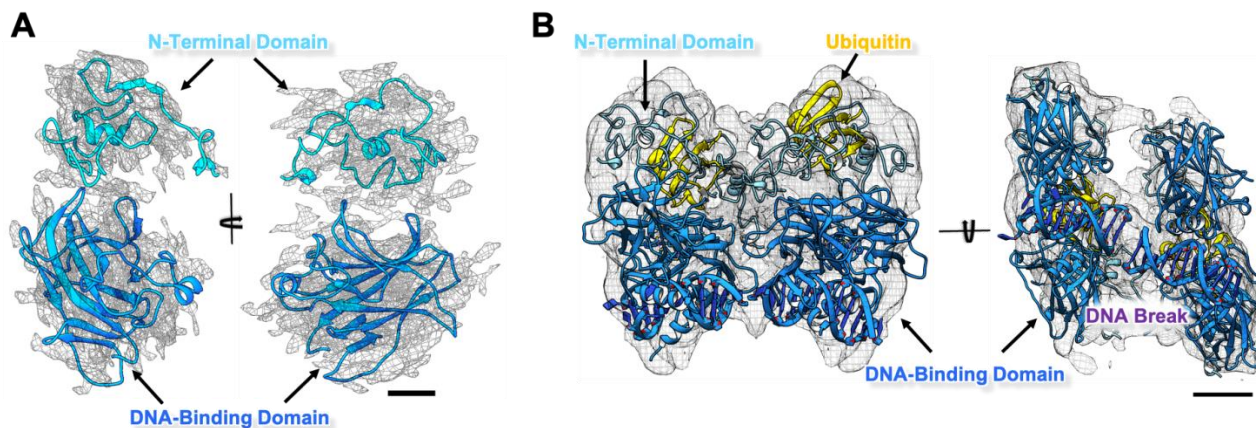 A
N-Terminal Domain
DNA-Binding Domain
B
N-Terminal Domain
Ubiquitin
DNA Break
DNA-Binding Domain